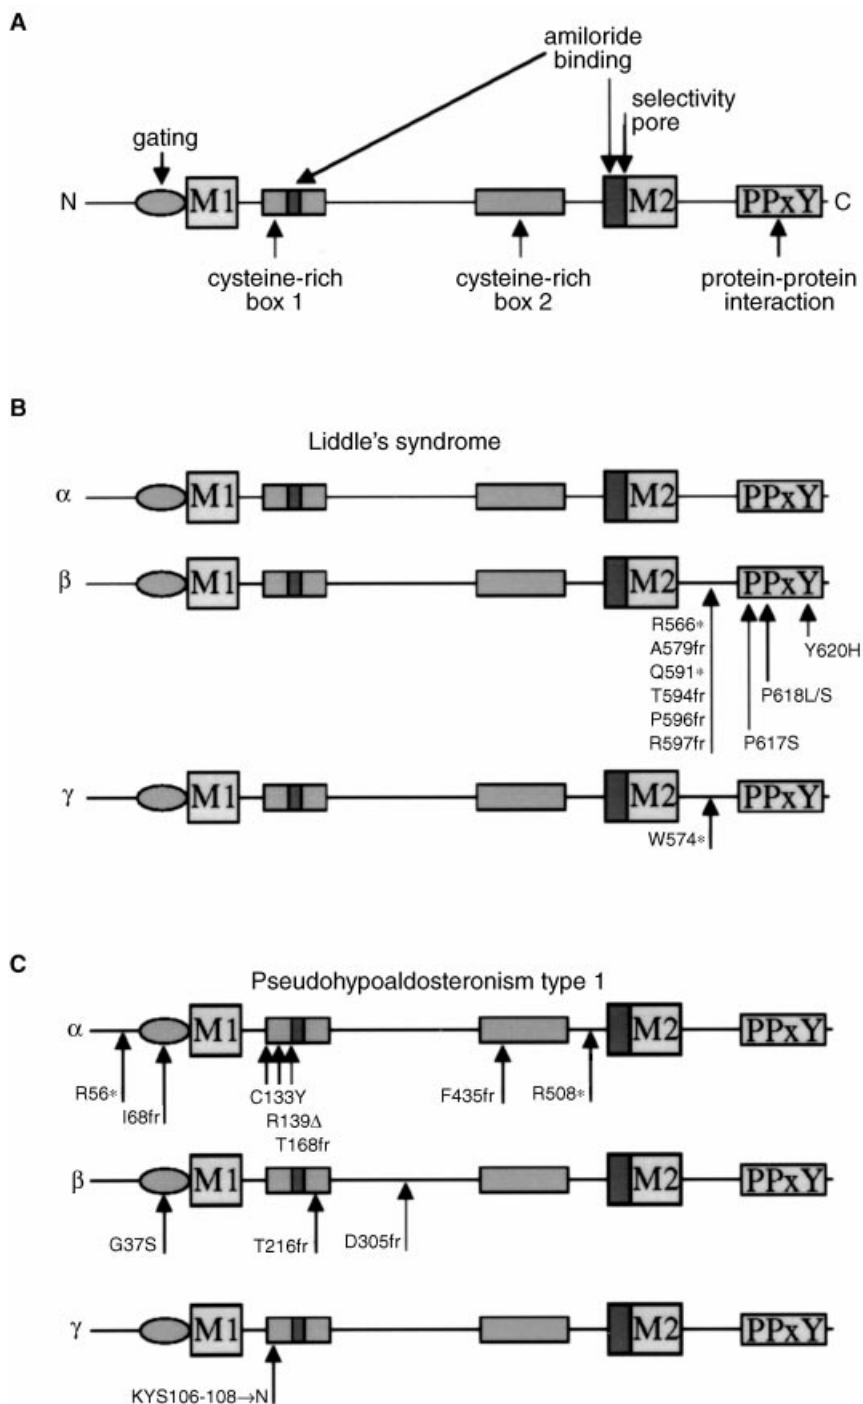 A
amiloride
binding
selectivity
pore
gating
N M1 M2 PPxY C
cysteine-rich
box 1
cysteine-rich
box 2
protein-protein
interaction
B
Liddle's syndrome
α M1 M2 PPxY
β M1 M2 PPxY
R566*
A579fr
Q591*
T594fr
P596fr
R597fr
Y620H
P618L/S
P617S
γ M1 M2 PPxY
W574*
C
Pseudohypoaldosteronism type 1
α M1 M2 PPxY
R56*
I68fr
C133Y
R139Δ
T168fr
F435fr
R508*
β M1 M2 PPxY
G37S
T216fr
D305fr
γ M1 M2 PPxY
KYS106-108→N